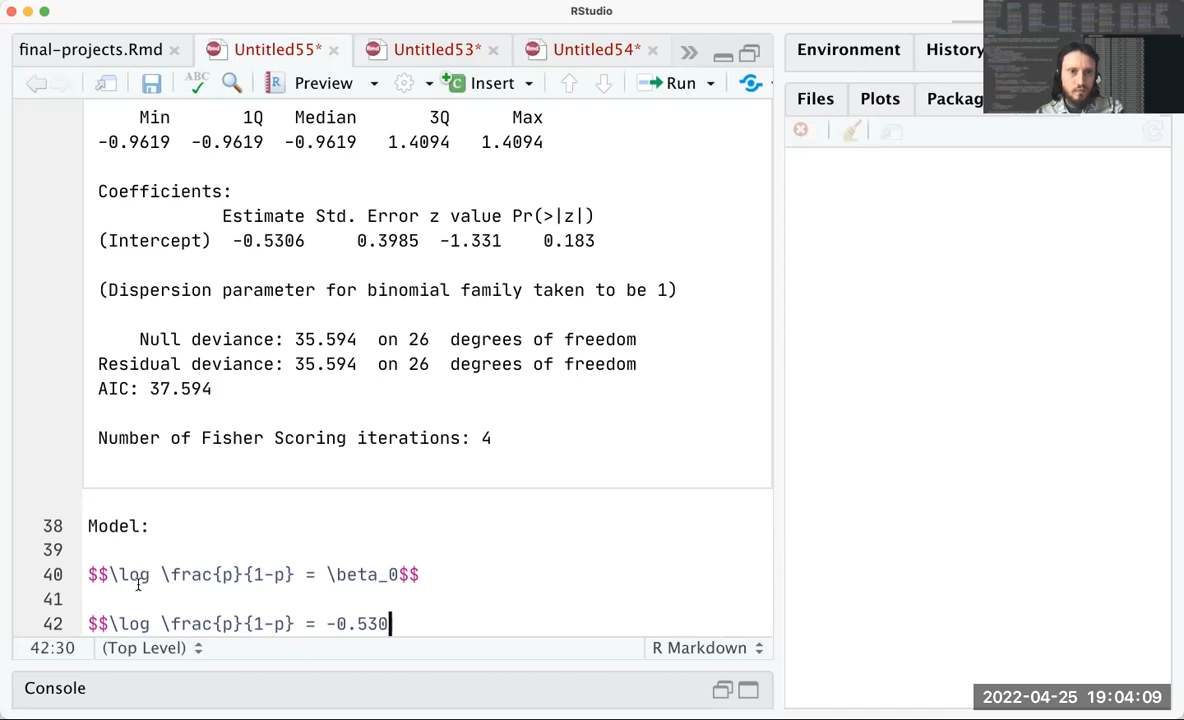 RStudio
final-projects.Rmd × Untitled55* × Untitled53* × Untitled54* × » Environment History
ABC Preview Insert Run Files Plots Packag
Min 1Q Median 3Q Max
-0.9619 -0.9619 -0.9619 1.4094 1.4094
Coefficients:
Estimate Std. Error z value Pr(>|z|)
(Intercept) -0.5306 0.3985 -1.331 0.183
(Dispersion parameter for binomial family taken to be 1)
Null deviance: 35.594 on 26 degrees of freedom
Residual deviance: 35.594 on 26 degrees of freedom
AIC: 37.594
Number of Fisher Scoring iterations: 4
38 Model:
39
40 $$\log \frac{p}{1-p} = \beta_0$$
41
42 $$\log \frac{p}{1-p} = -0.530
42:30 (Top Level) R Markdown
Console
2022-04-25 19:04:09